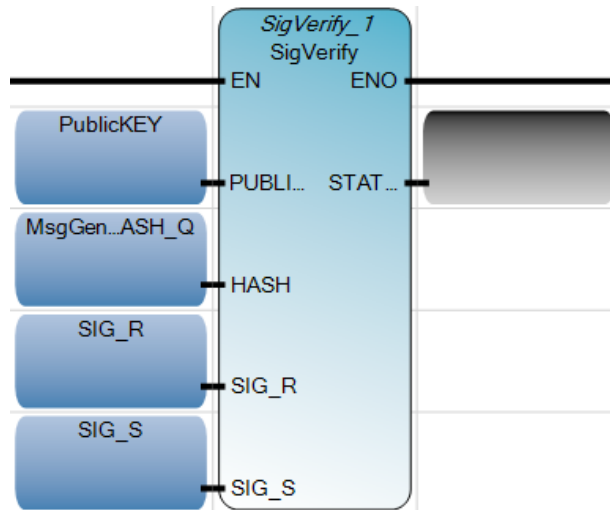 SigVerify_1
SigVerify
EN ENO
PublicKEY
PUBLI... STAT...
MsgGen...ASH_Q
HASH
SIG_R
SIG_R
SIG_S
SIG_S